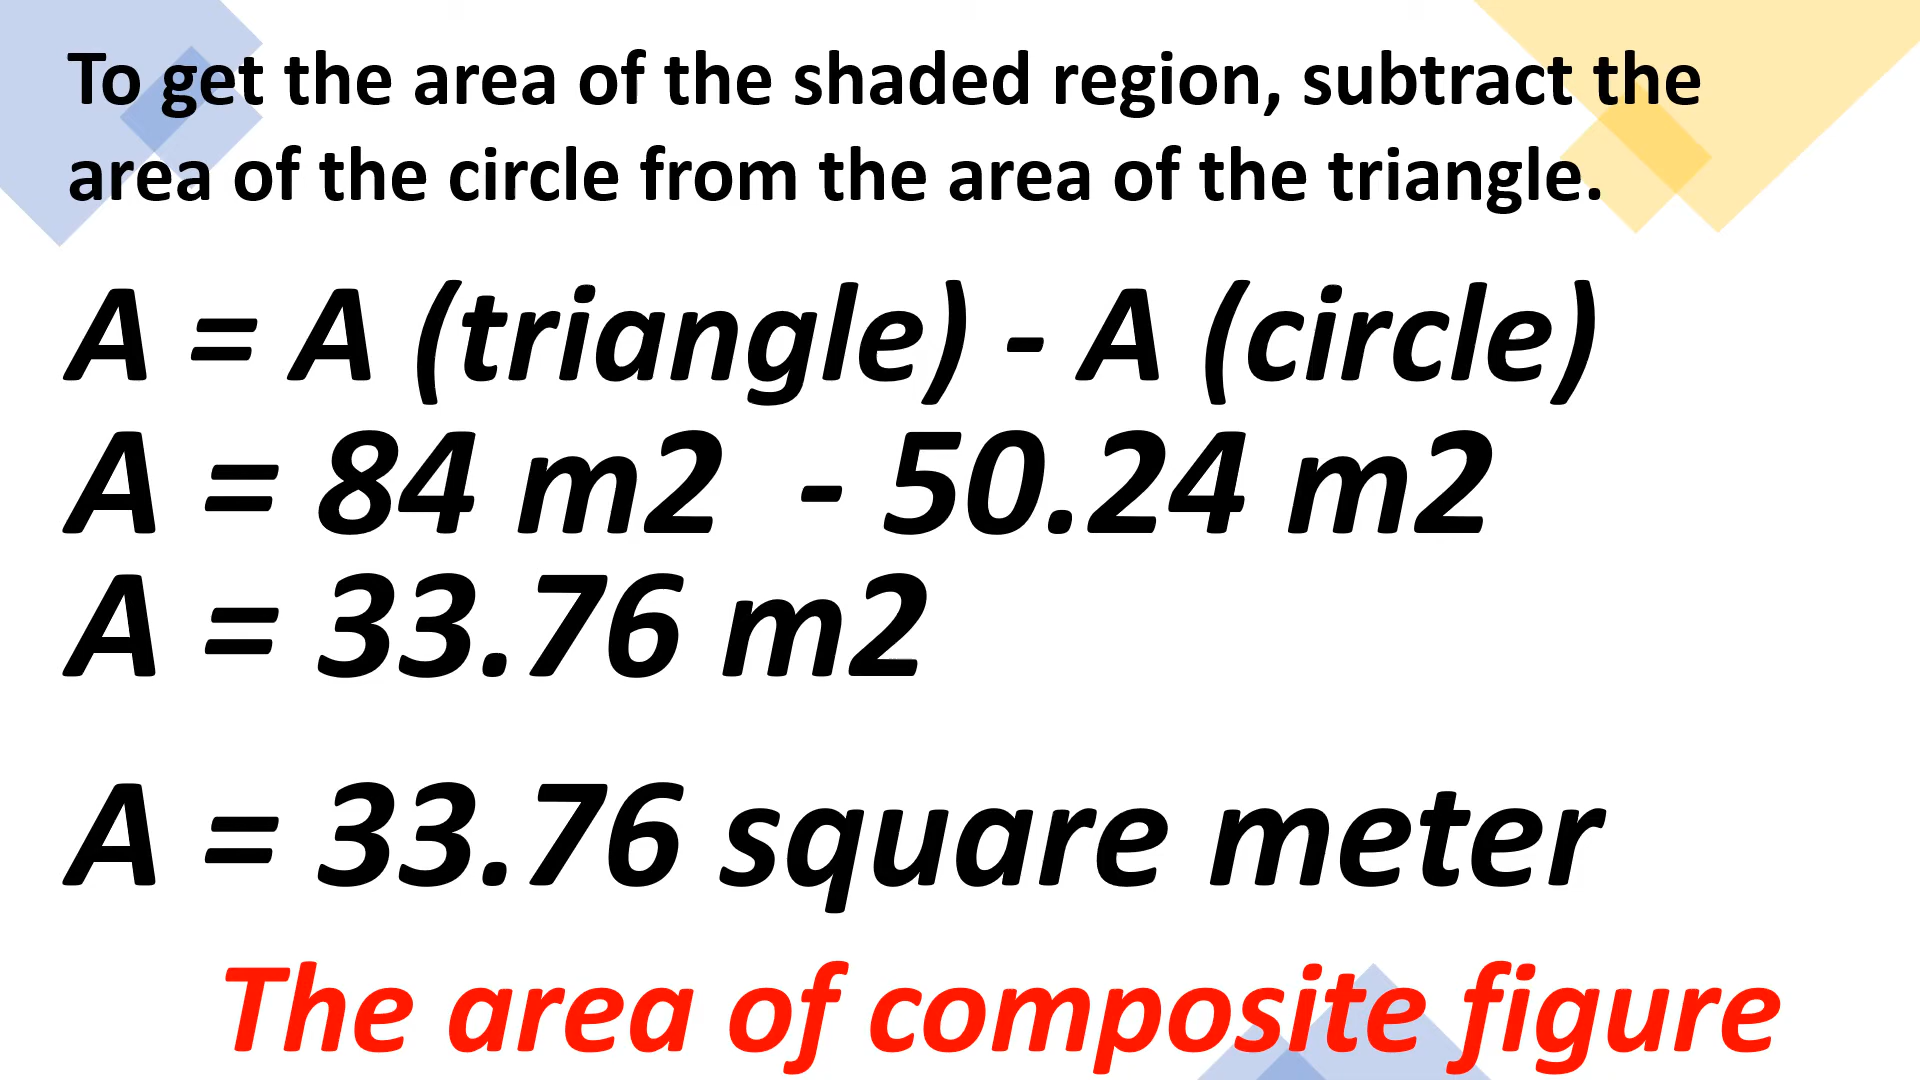 To get the area of the shaded region, subtract the
area of the circle from the area of the triangle.
A = A (triangle) - A (circle)
A = 84 m2 - 50.24 m2
A = 33.76 m2
A = 33.76 square meter
The area of composite figure